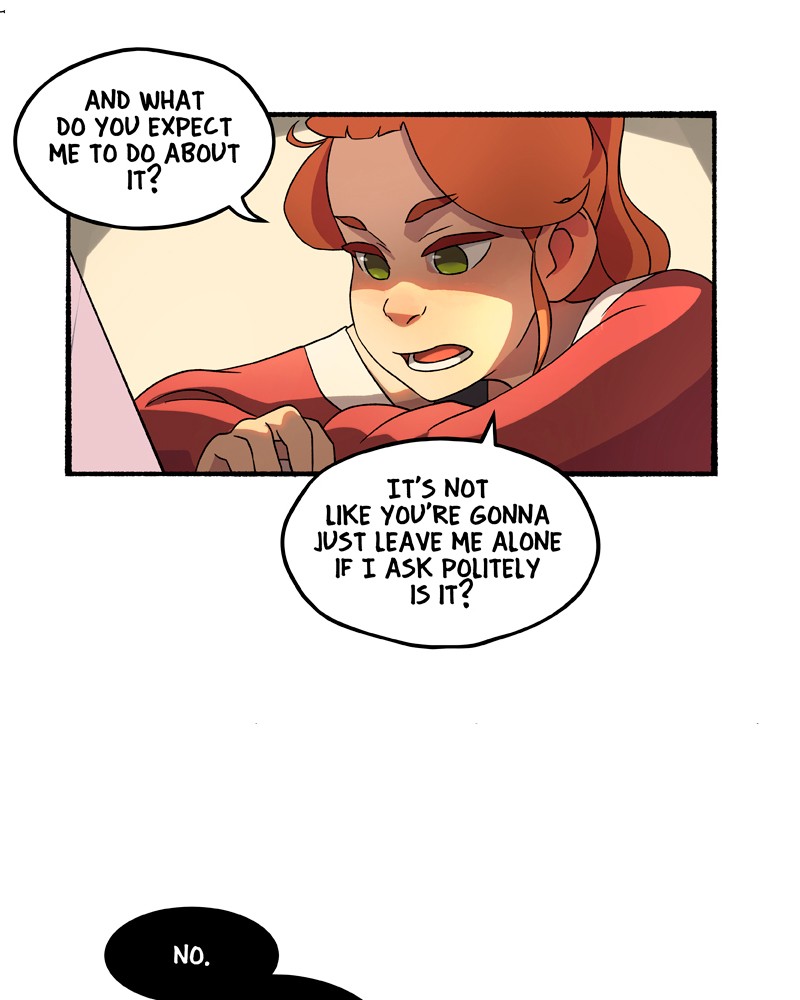 AND WHAT
DO YOU EXPECT
ME TO DO ABOUT
IT?
IT'S NOT
LIKE YOU'RE GONNA
JUST LEAVE ME ALONE
IF I ASK POLITELY
IS IT?
NO.